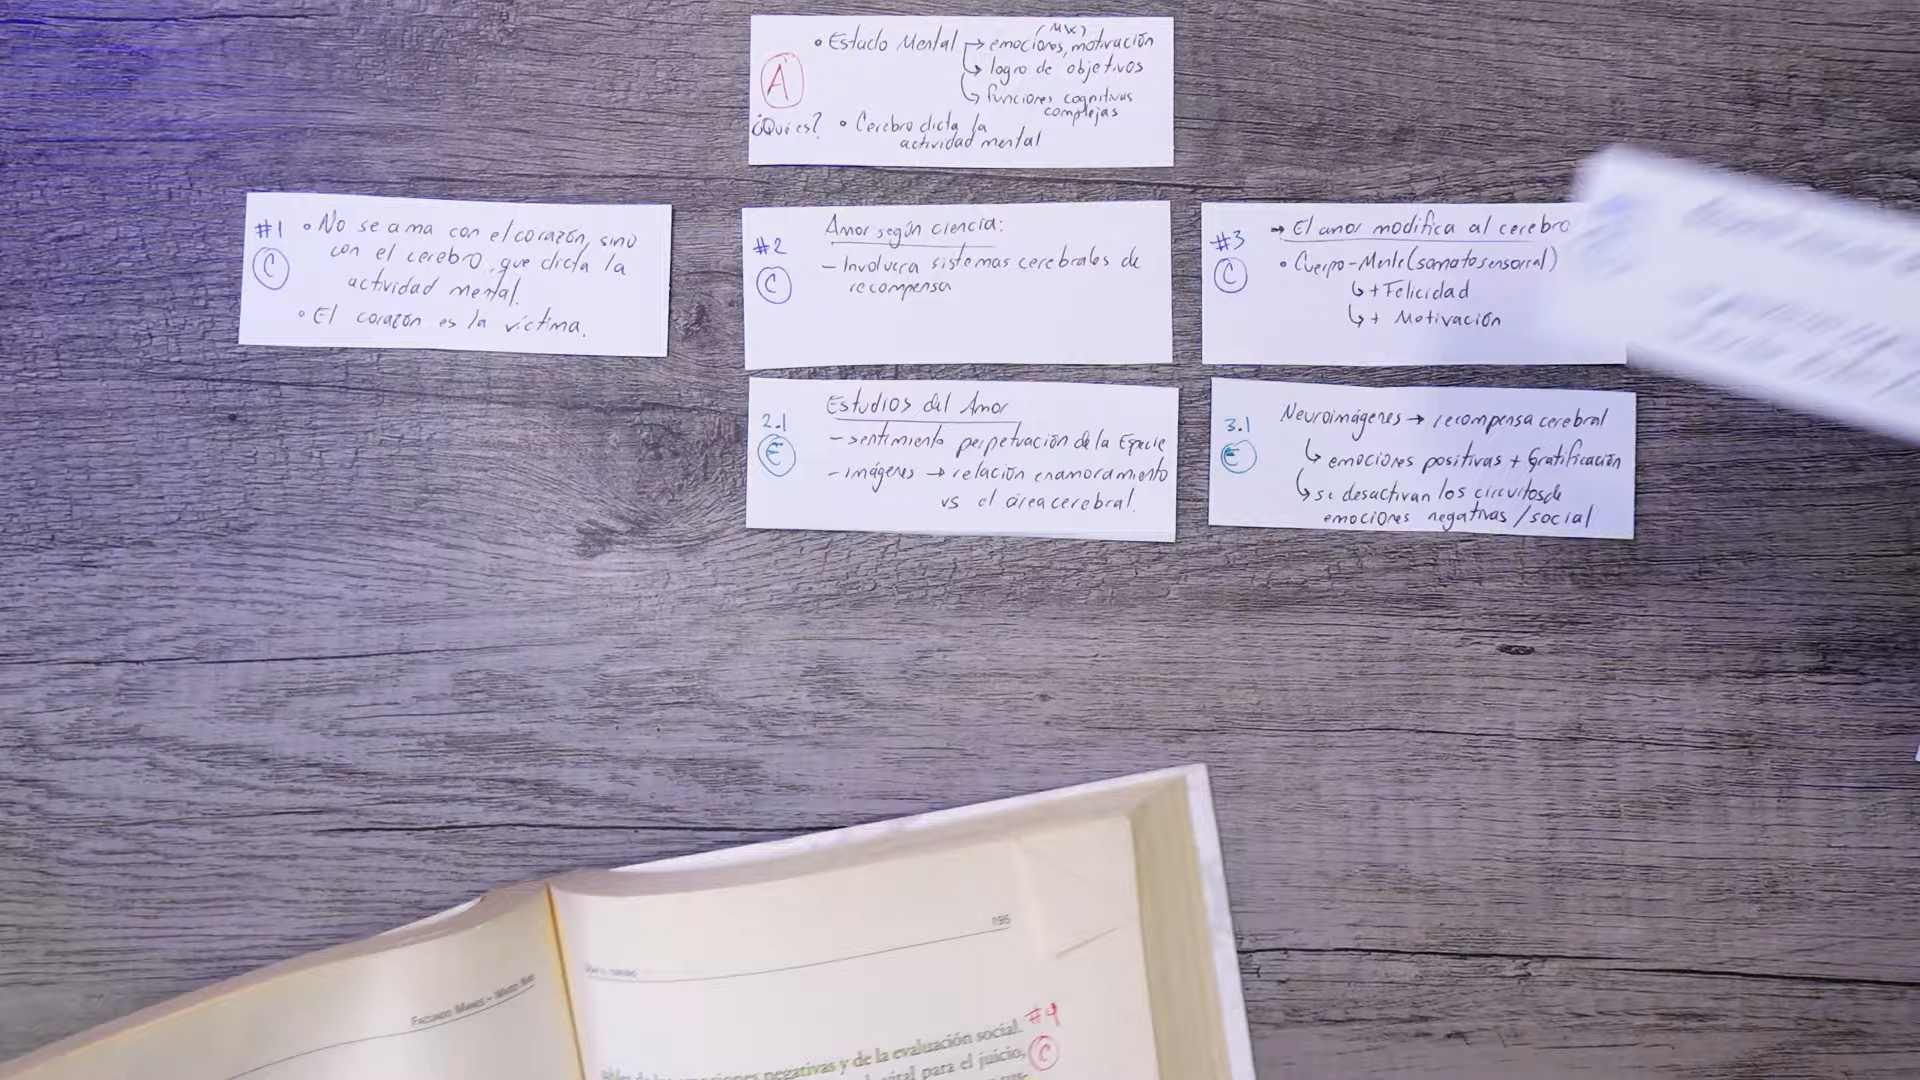 (MX)
• Estado Mental → emociones, motivación
↳ logro de objetivos
↳ funciones cognitivas
complejas
A
¿Qué es? • Cerebro dicta la
actividad mental
#1 • No se ama con el corazón, sino
con el cerebro, que dicta la
actividad mental.
• El corazón es la víctima.
C
#2 Amor según ciencia:
- Involucra sistemas cerebrales de
recompensa
C
#3 → El amor modifica al cerebro
• Cuerpo-Mente (somatosensorial)
↳ + Felicidad
↳ + Motivación
C
2.1 Estudios del Amor
- sentimiento perpetuación de la Especie
- imágenes → relación enamoramiento
vs el área cerebral.
E
3.1 Neuroimágenes → recompensa cerebral
↳ emociones positivas + Gratificación
↳ se desactivan los circuitos de
emociones negativas / social
E
195
Facundo Manes - Mateo Niro
negativas y de la evaluación social. #4
vital para el juicio, C